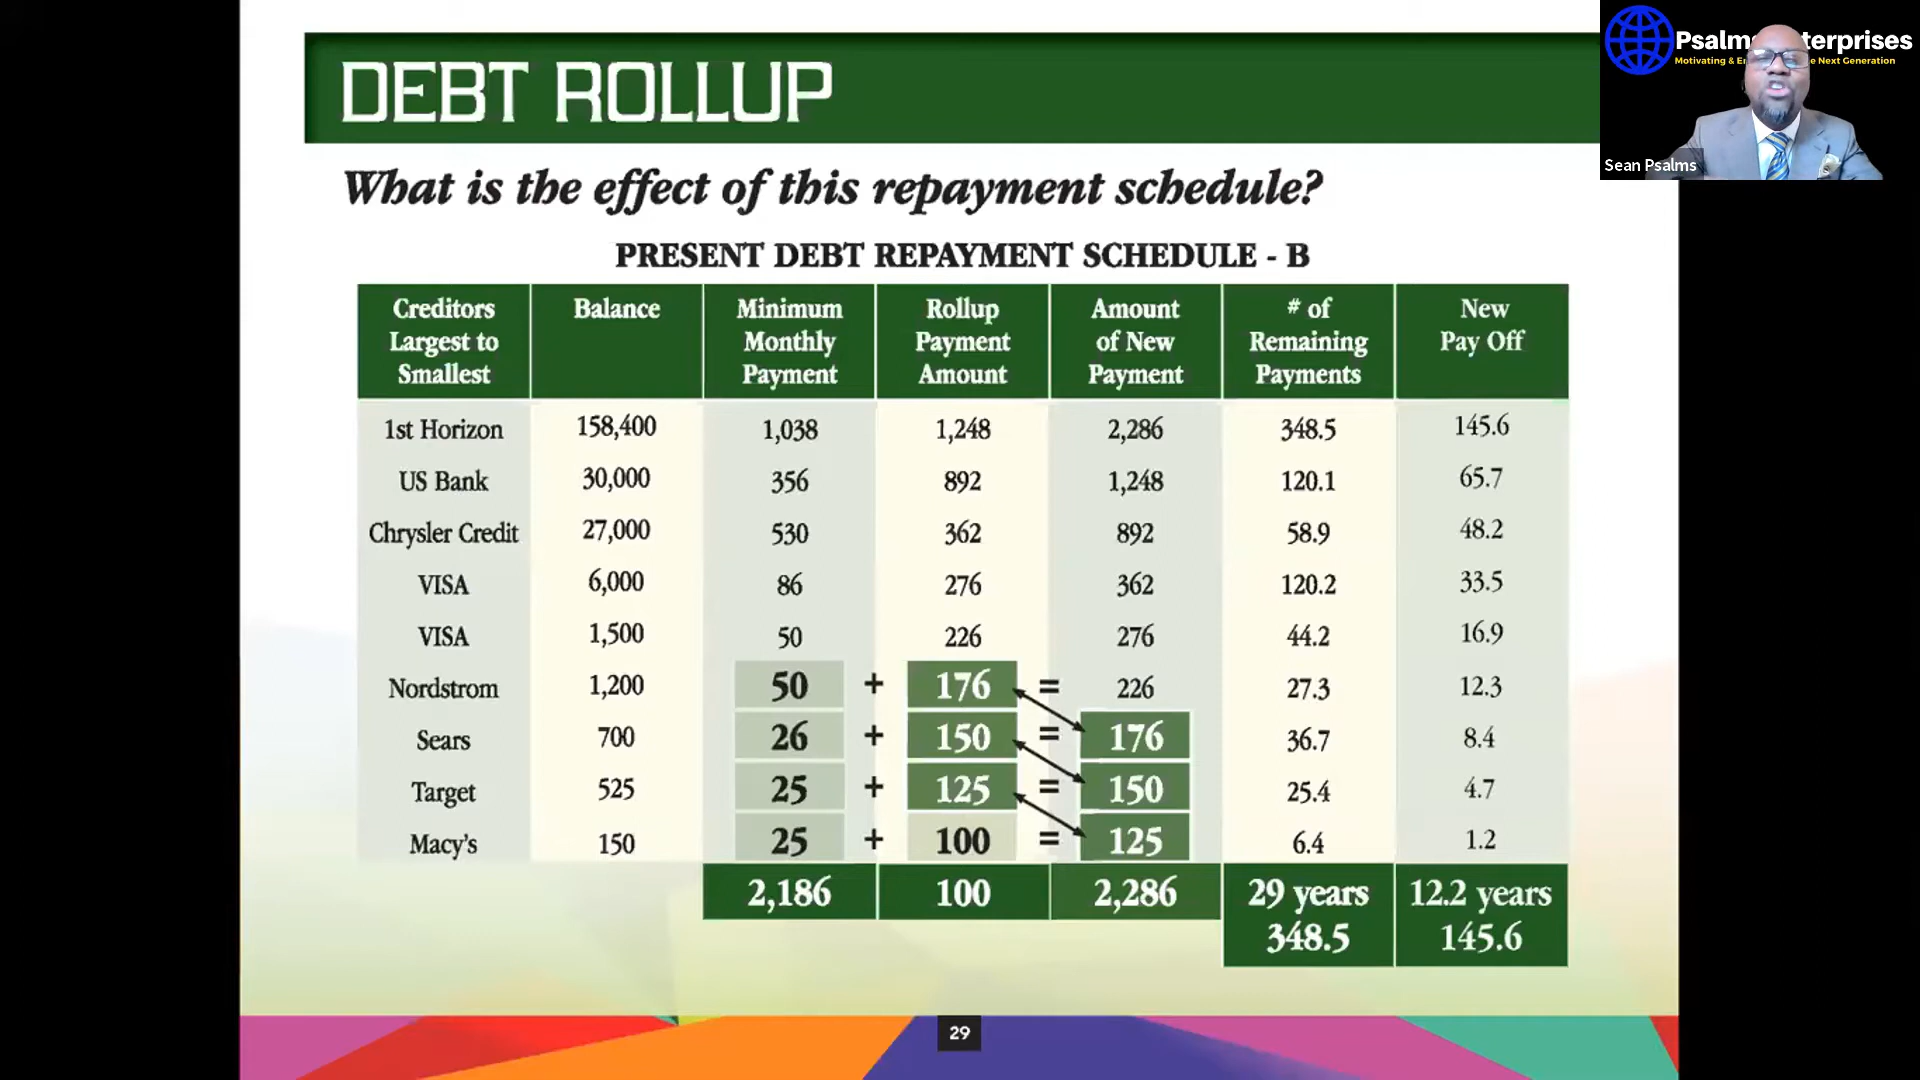 DEBT ROLLUP
What is the effect of this repayment schedule?
PRESENT DEBT REPAYMENT SCHEDULE - B
Creditors Largest to Smallest Balance Minimum Monthly Payment Rollup Payment Amount Amount of New Payment # of Remaining Payments New Pay Off
1st Horizon 158,400 1,038 1,248 2,286 348.5 145.6
US Bank 30,000 356 892 1,248 120.1 65.7
Chrysler Credit 27,000 530 362 892 58.9 48.2
VISA 6,000 86 276 362 120.2 33.5
VISA 1,500 50 226 276 44.2 16.9
Nordstrom 1,200 50 + 176 = 226 27.3 12.3
Sears 700 26 + 150 = 176 36.7 8.4
Target 525 25 + 125 = 150 25.4 4.7
Macy's 150 25 + 100 = 125 6.4 1.2
2,186 100 2,286 29 years 12.2 years
348.5 145.6
29
Motivating & Next Generation
Sean Psalms